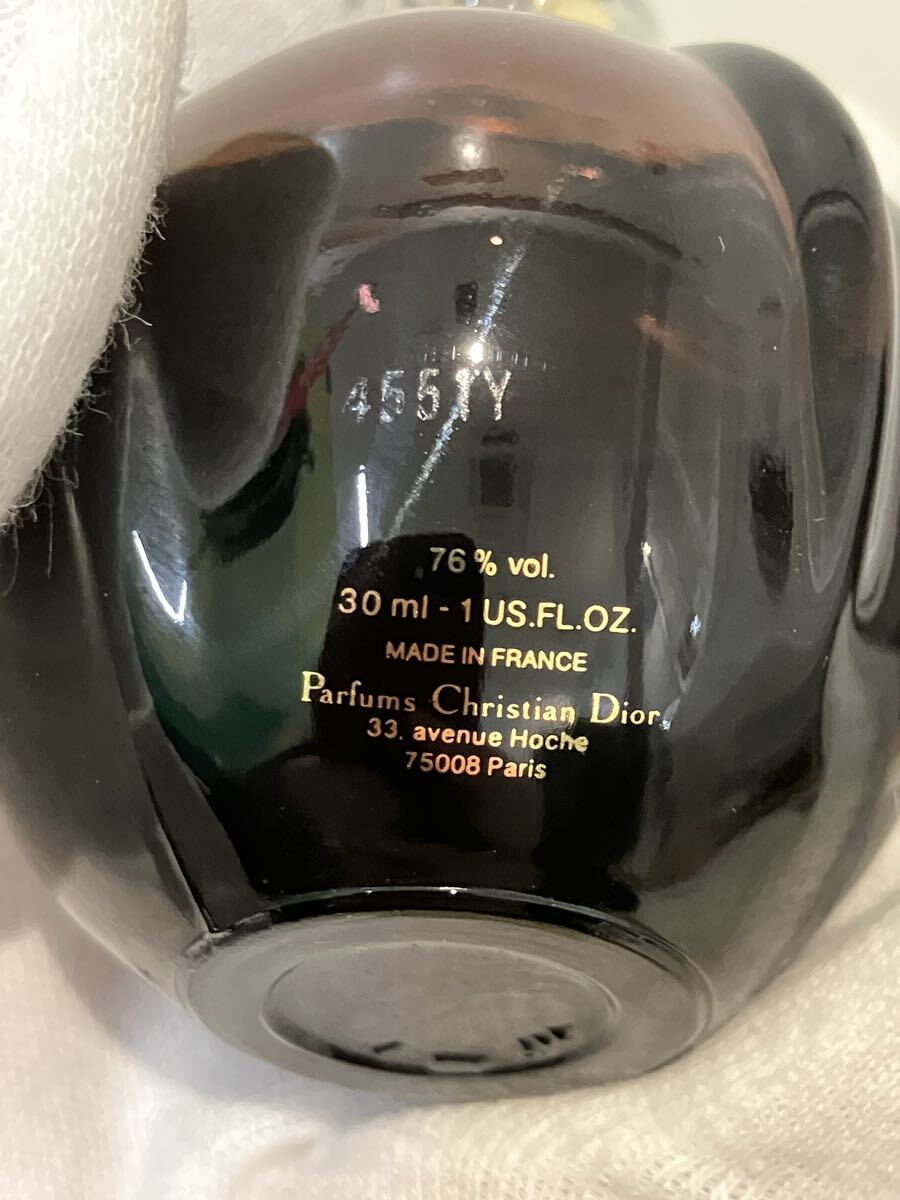 4551Y
76% vol.
30 ml - 1 US.FL.OZ.
MADE IN FRANCE
Parfums Christian Dior
33. avenue Hoche
75008 Paris